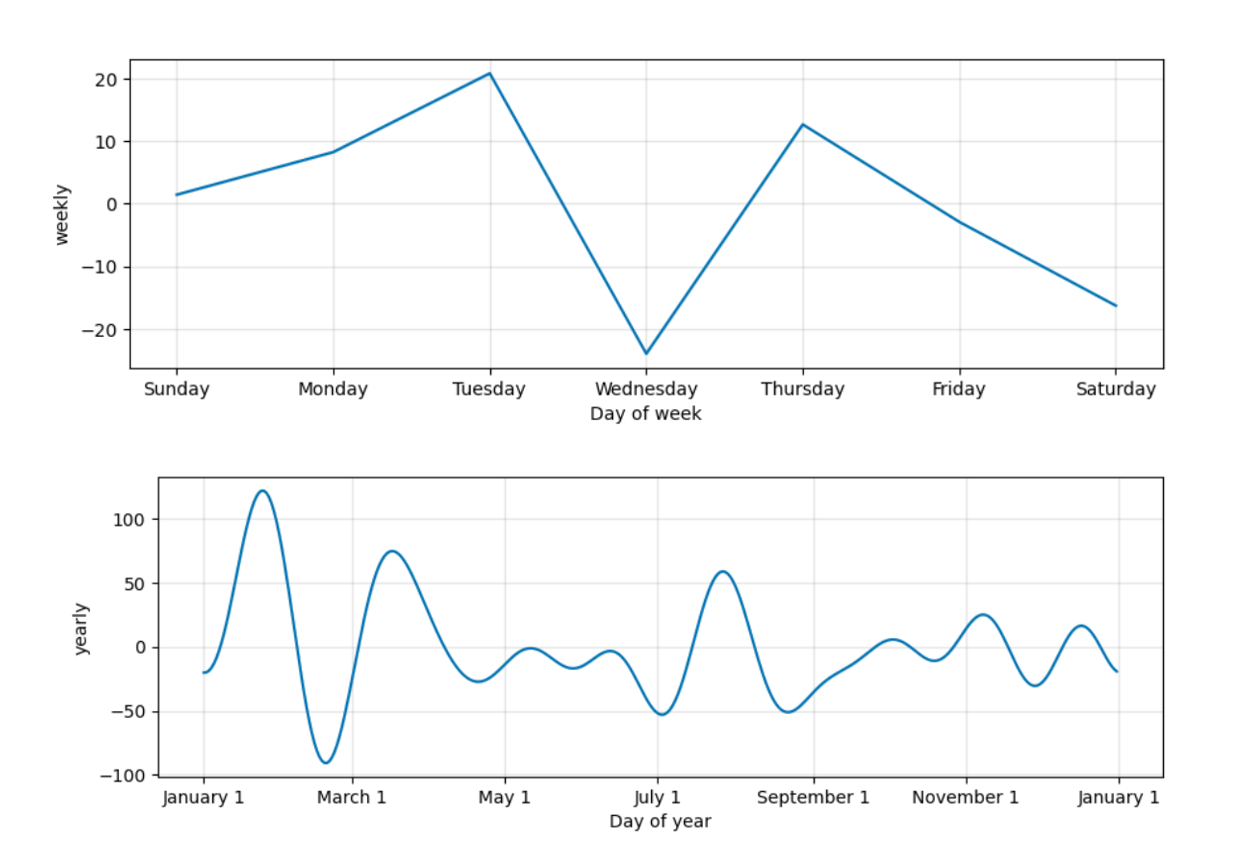 20
10
0
−10
−20
weekly
Sunday Monday Tuesday Wednesday Thursday Friday Saturday
Day of week
100
50
0
−50
−100
yearly
January 1 March 1 May 1 July 1 September 1 November 1 January 1
Day of year